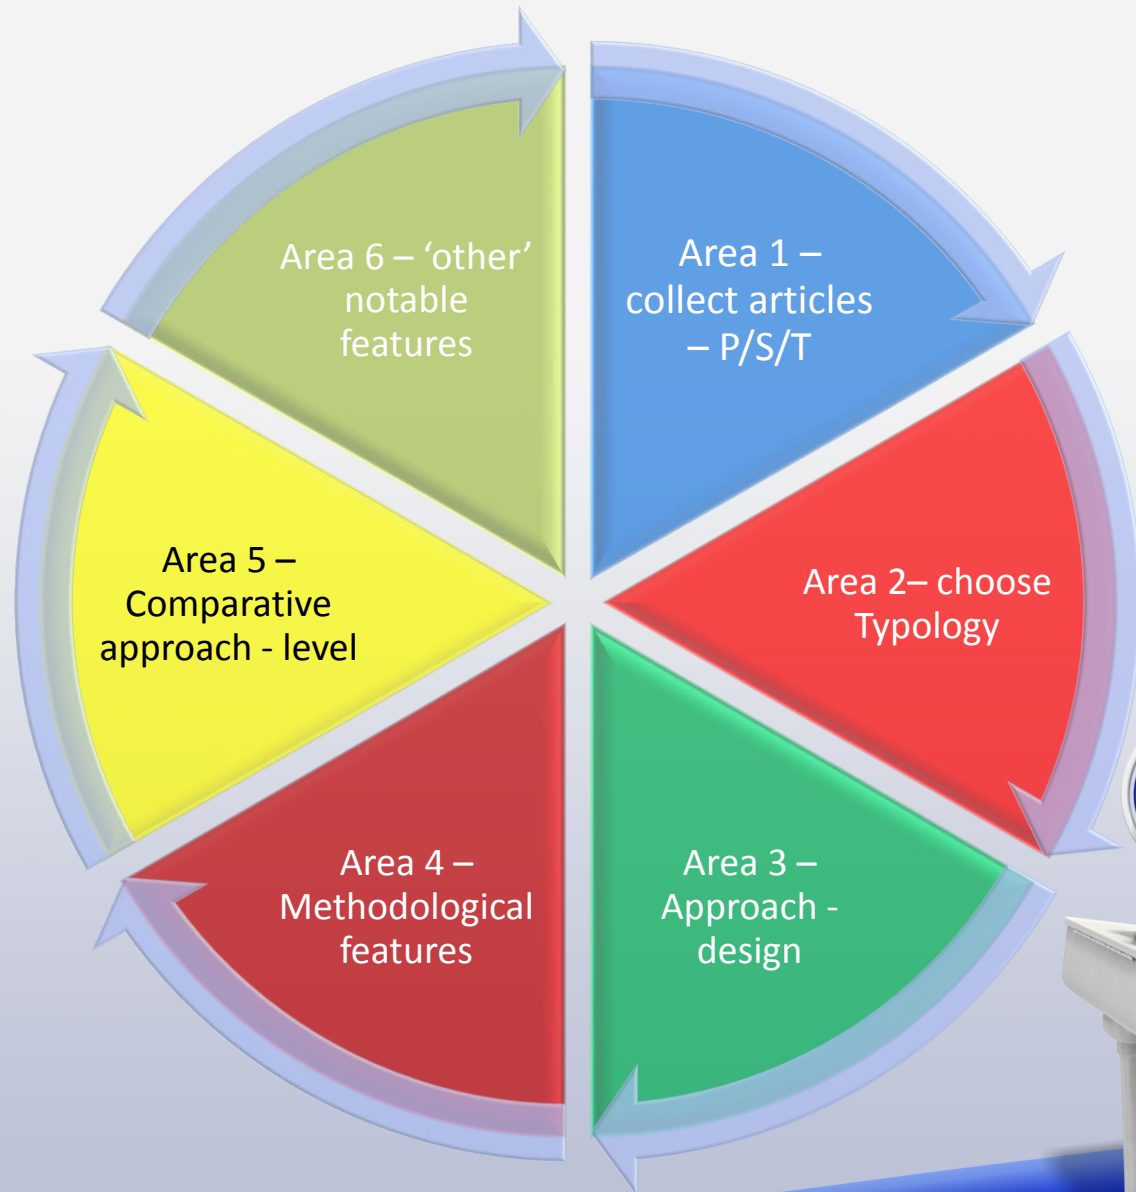 Area 1 –
collect articles
– P/S/T
Area 2– choose
Typology
Area 3 –
Approach -
design
Area 4 –
Methodological
features
Area 5 –
Comparative
approach - level
Area 6 – ‘other’
notable
features